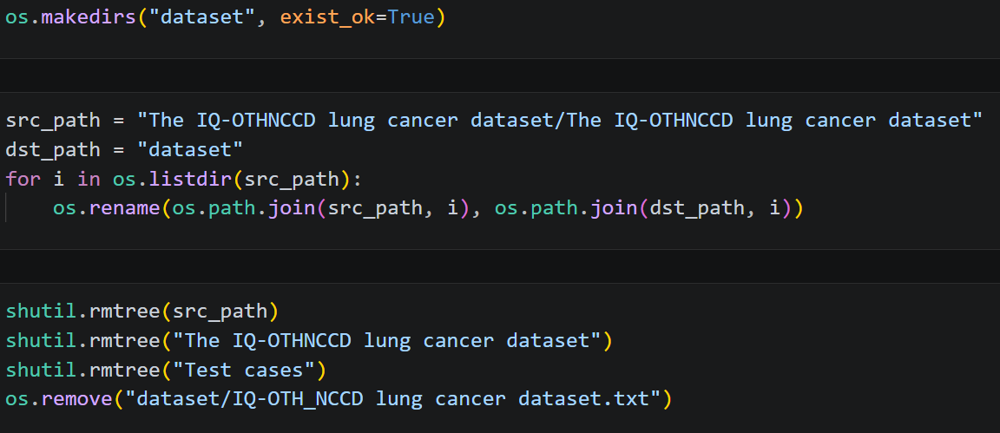 os.makedirs("dataset", exist_ok=True)
src_path = "The IQ-OTHNCCD lung cancer dataset/The IQ-OTHNCCD lung cancer dataset"
dst_path = "dataset"
for i in os.listdir(src_path):
    os.rename(os.path.join(src_path, i), os.path.join(dst_path, i))
shutil.rmtree(src_path)
shutil.rmtree("The IQ-OTHNCCD lung cancer dataset")
shutil.rmtree("Test cases")
os.remove("dataset/IQ-OTH_NCCD lung cancer dataset.txt")